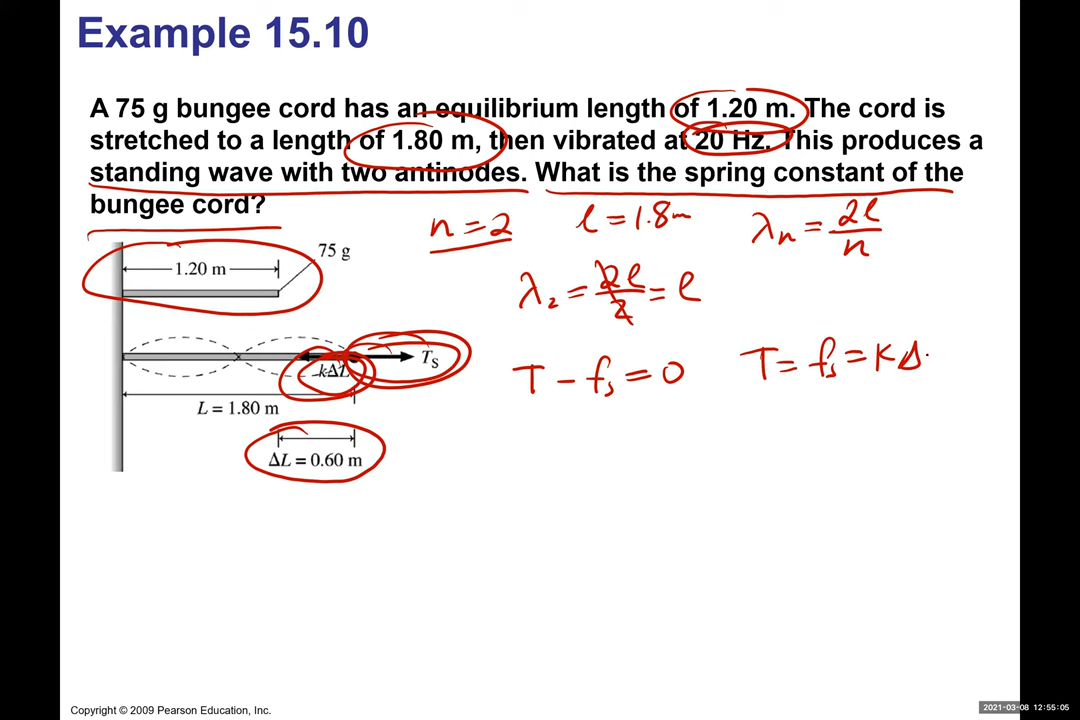 Example 15.10
A 75 g bungee cord has an equilibrium length of 1.20 m. The cord is
stretched to a length of 1.80 m, then vibrated at 20 Hz. This produces a
standing wave with two antinodes. What is the spring constant of the
bungee cord?
n = 2 l = 1.8m λn = 2l/n
75 g
1.20 m
λ2 = 2l/2 = l
Ts
-kΔL
T - fs = 0 T = fs = KΔ
L = 1.80 m
ΔL = 0.60 m
Copyright © 2009 Pearson Education, Inc.
2021-03-08 12:55:05